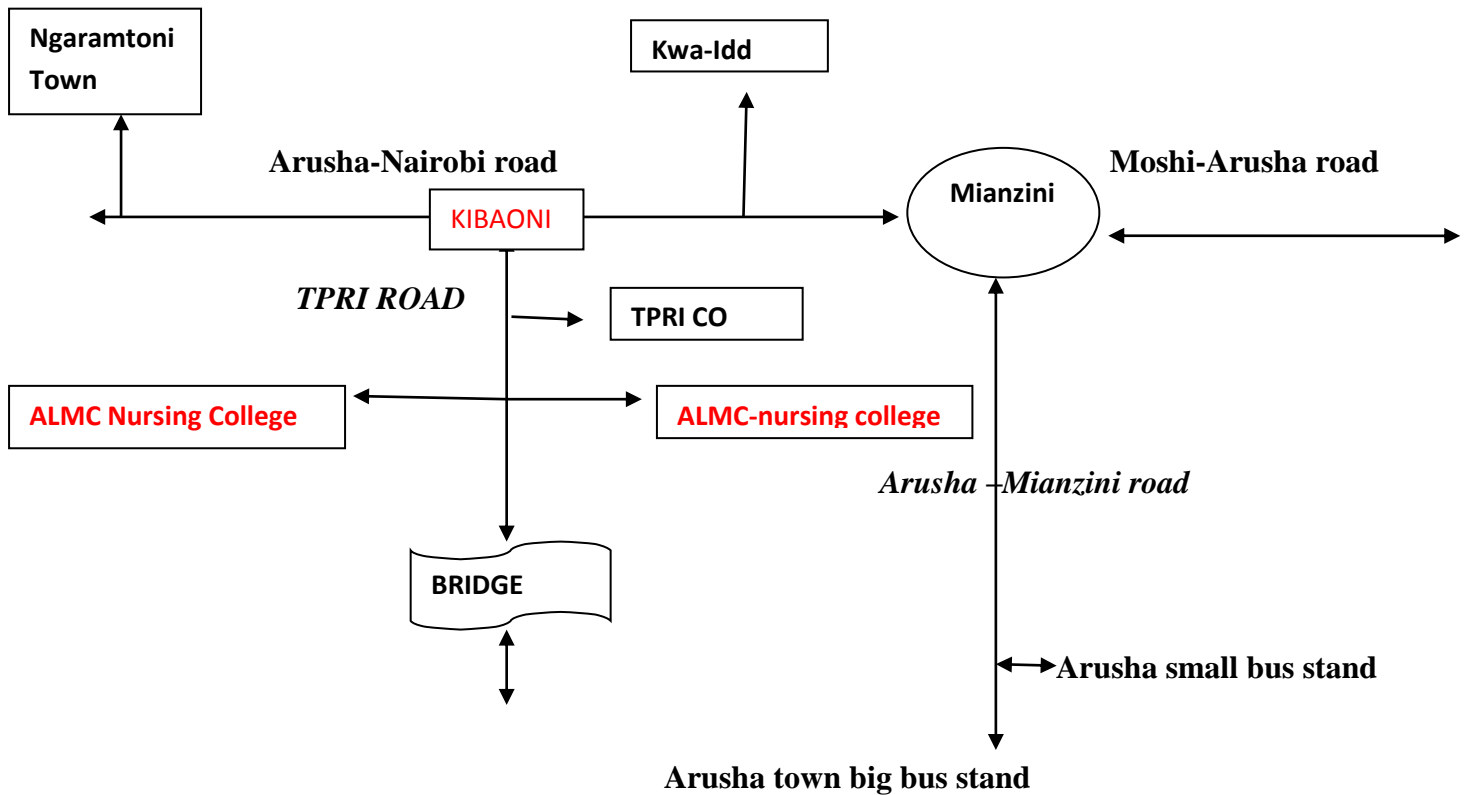 Ngaramtoni
Town
Kwa-Idd
Arusha-Nairobi road
Moshi-Arusha road
Mianzini
KIBAONI
TPRI ROAD
TPRI CO
ALMC Nursing College
ALMC-nursing college
Arusha –Mianzini road
BRIDGE
Arusha small bus stand
Arusha town big bus stand